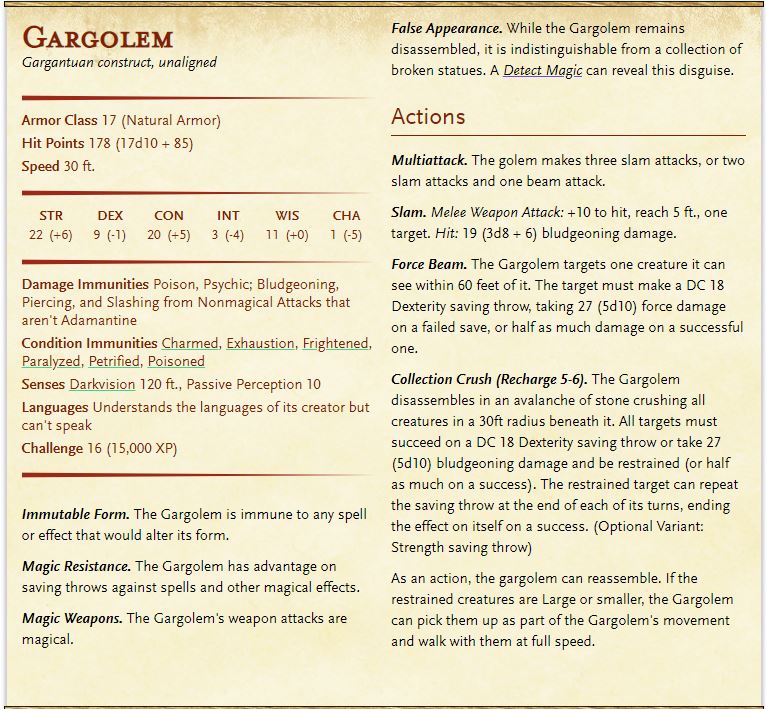 GARGOLEM
Gargantuan construct, unaligned
Armor Class 17 (Natural Armor)
Hit Points 178 (17d10 + 85)
Speed 30 ft.
STR DEX CON INT WIS CHA
22 (+6) 9 (-1) 20 (+5) 3 (-4) 11 (+0) 1 (-5)
Damage Immunities Poison, Psychic; Bludgeoning,
Piercing, and Slashing from Nonmagical Attacks that
aren't Adamantine
Condition Immunities Charmed, Exhaustion, Frightened,
Paralyzed, Petrified, Poisoned
Senses Darkvision 120 ft., Passive Perception 10
Languages Understands the languages of its creator but
can't speak
Challenge 16 (15,000 XP)
Immutable Form. The Gargolem is immune to any spell
or effect that would alter its form.
Magic Resistance. The Gargolem has advantage on
saving throws against spells and other magical effects.
Magic Weapons. The Gargolem's weapon attacks are
magical.
False Appearance. While the Gargolem remains
disassembled, it is indistinguishable from a collection of
broken statues. A Detect Magic can reveal this disguise.
Actions
Multiattack. The golem makes three slam attacks, or two
slam attacks and one beam attack.
Slam. Melee Weapon Attack: +10 to hit, reach 5 ft., one
target. Hit: 19 (3d8 + 6) bludgeoning damage.
Force Beam. The Gargolem targets one creature it can
see within 60 feet of it. The target must make a DC 18
Dexterity saving throw, taking 27 (5d10) force damage
on a failed save, or half as much damage on a successful
one.
Collection Crush (Recharge 5-6). The Gargolem
disassembles in an avalanche of stone crushing all
creatures in a 30ft radius beneath it. All targets must
succeed on a DC 18 Dexterity saving throw or take 27
(5d10) bludgeoning damage and be restrained (or half
as much on a success). The restrained target can repeat
the saving throw at the end of each of its turns, ending
the effect on itself on a success. (Optional Variant:
Strength saving throw)
As an action, the gargolem can reassemble. If the
restrained creatures are Large or smaller, the Gargolem
can pick them up as part of the Gargolem's movement
and walk with them at full speed.